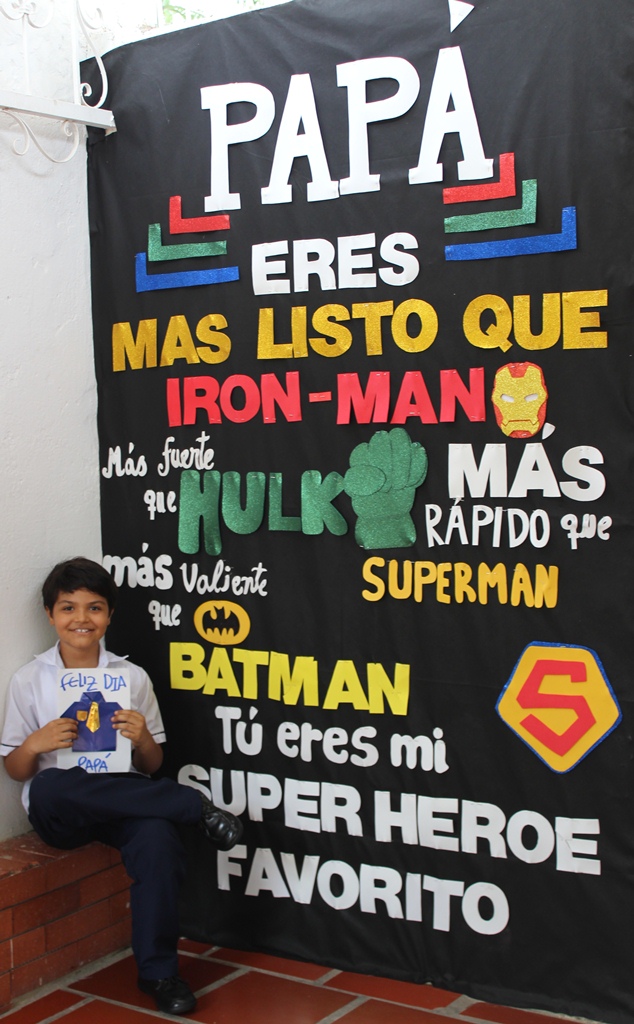 PAPÁ
ERES
MAS LISTO QUE
IRON-MAN
Más fuerte
que
HULK
MÁS
RÁPIDO que
SUPERMAN
S
más valiente
que
BATMAN
Tú eres mi
SUPER HEROE
FAVORITO
FELIZ DIA
PAPÁ